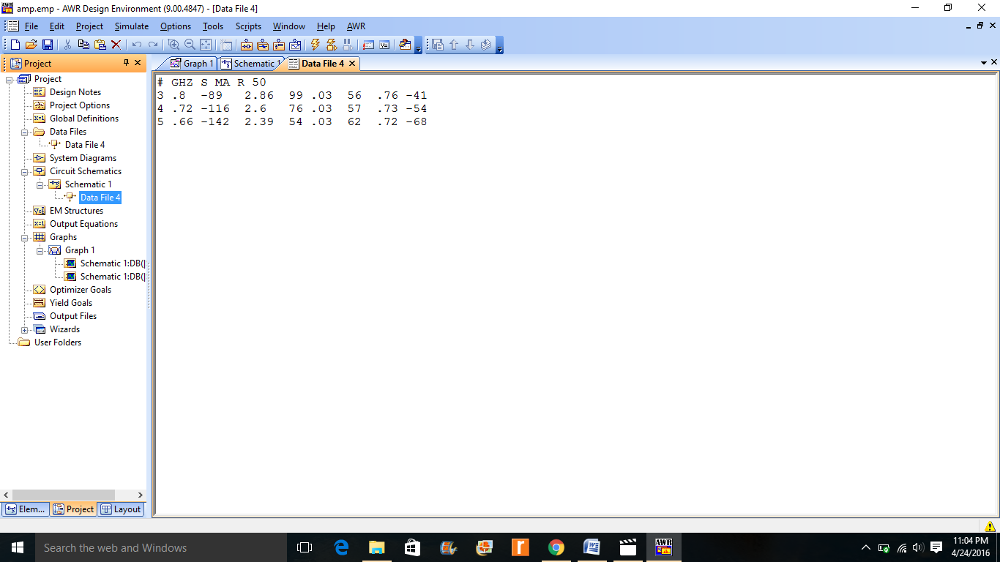 amp.emp - AWR Design Environment (9.00.4847) - [Data File 4]
File Edit Project Simulate Options Tools Scripts Window Help AWR
Project
Graph 1 Schematic 1 Data File 4
Project
Design Notes
Project Options
Global Definitions
Data Files
Data File 4
System Diagrams
Circuit Schematics
Schematic 1
Data File 4
EM Structures
Output Equations
Graphs
Graph 1
Schematic 1:DB(|
Schematic 1:DB(|
Optimizer Goals
Yield Goals
Output Files
Wizards
User Folders
# GHZ S MA R 50
3 .8 -89 2.86 99 .03 56 .76 -41
4 .72 -116 2.6 76 .03 57 .73 -54
5 .66 -142 2.39 54 .03 62 .72 -68
Elem... Project Layout
Search the web and Windows
AWR
11:04 PM
4/24/2016